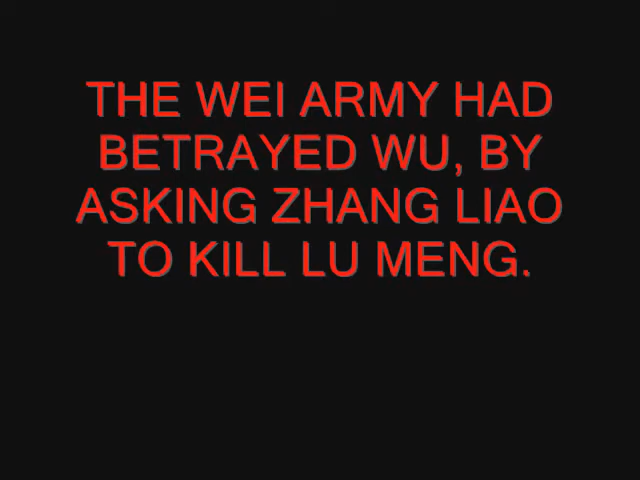 THE WEI ARMY HAD
BETRAYED WU, BY
ASKING ZHANG LIAO
TO KILL LU MENG.